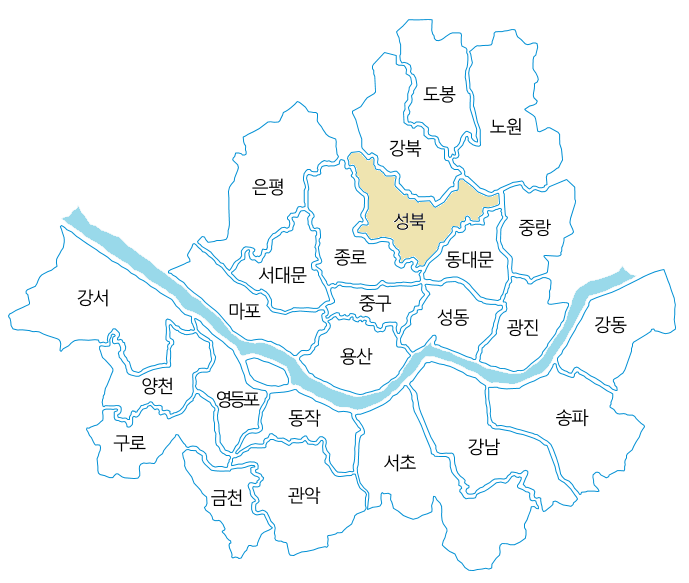 도봉
노원
강북
은평
성북
중랑
종로
동대문
서대문
강서
중구
마포
성동
광진
강동
용산
양천
영등포
동작
송파
구로
강남
서초
금천
관악